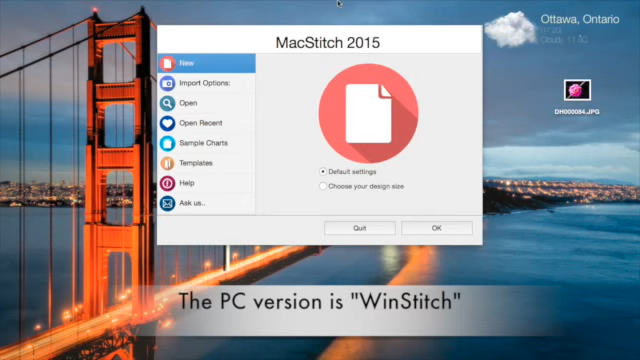 Ottawa, Ontario
MacStitch 2015
New
Import Options:
Open
Open Recent
Sample Charts
Templates
Help
Ask us..
Default settings
Choose your design size
Quit
OK
DH000084.JPG
The PC version is "WinStitch"